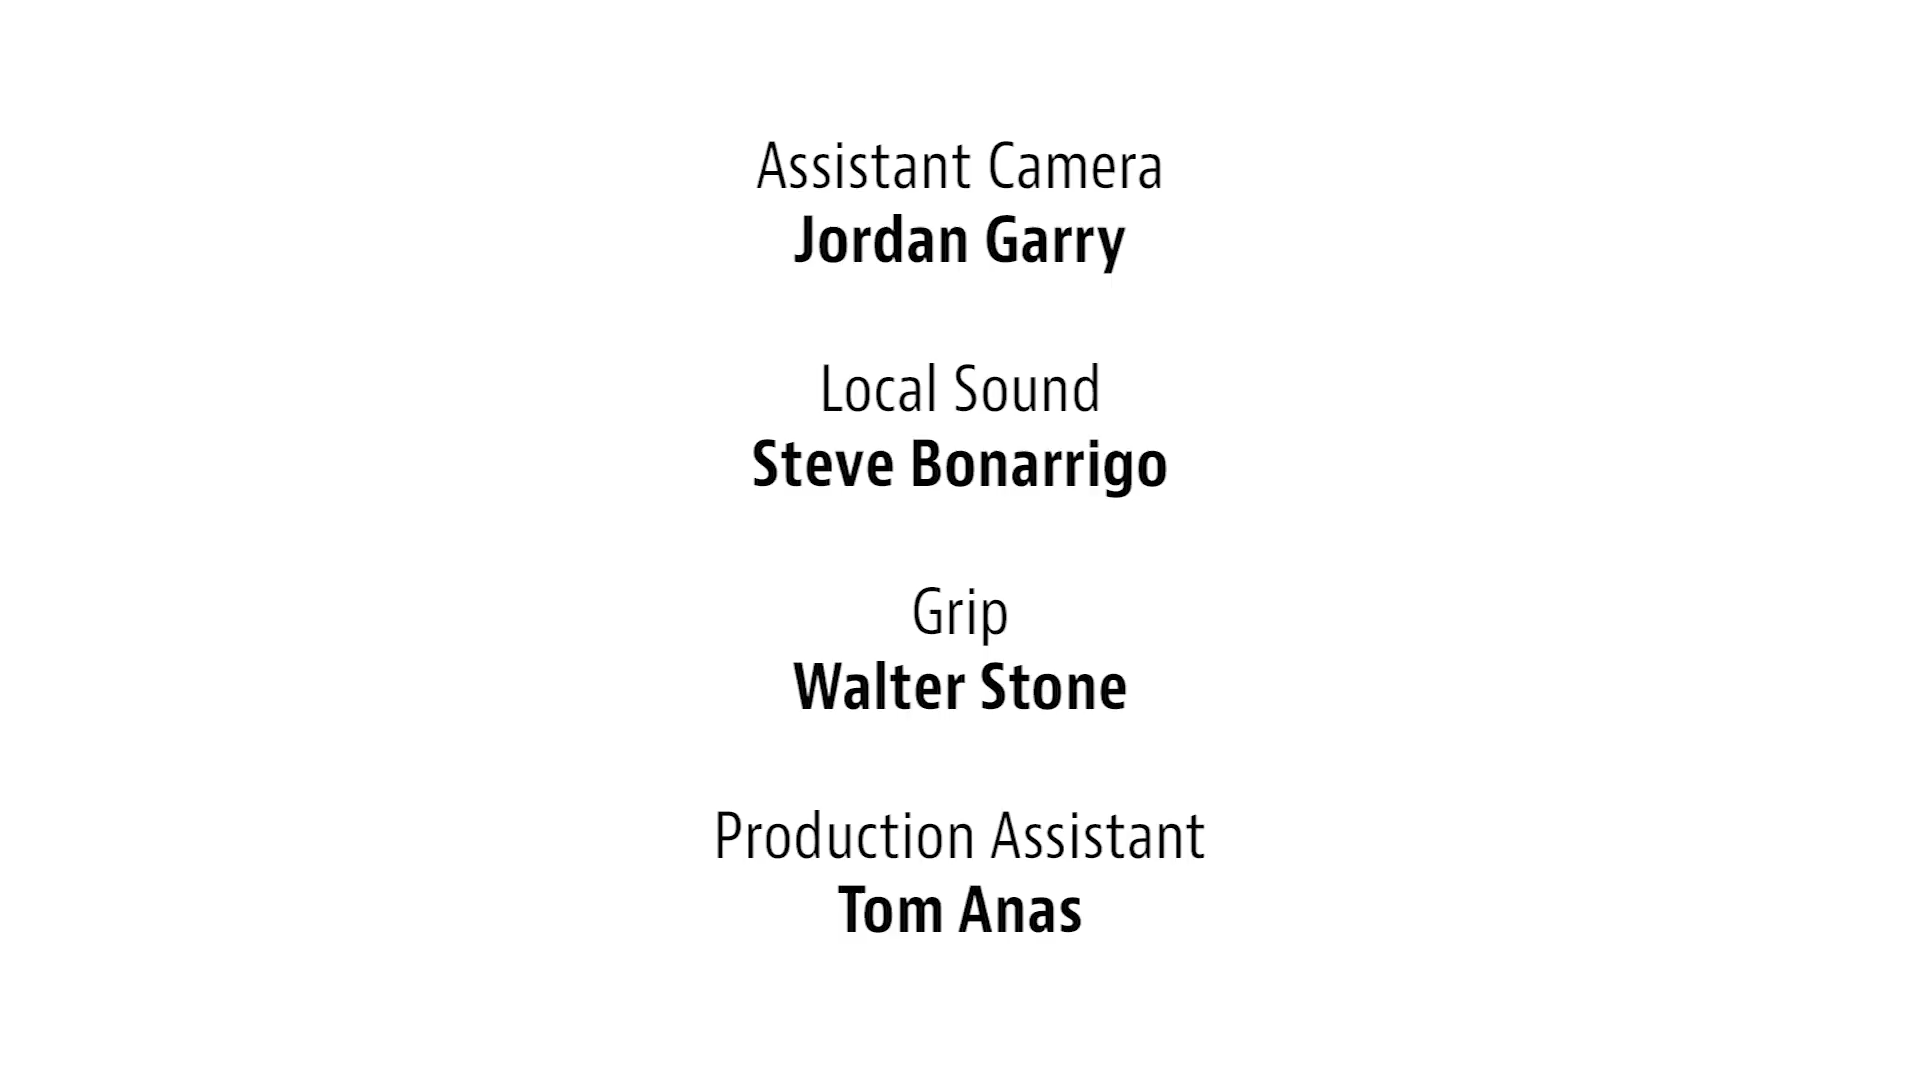 Assistant Camera
Jordan Garry
Local Sound
Steve Bonarrigo
Grip
Walter Stone
Production Assistant
Tom Anas